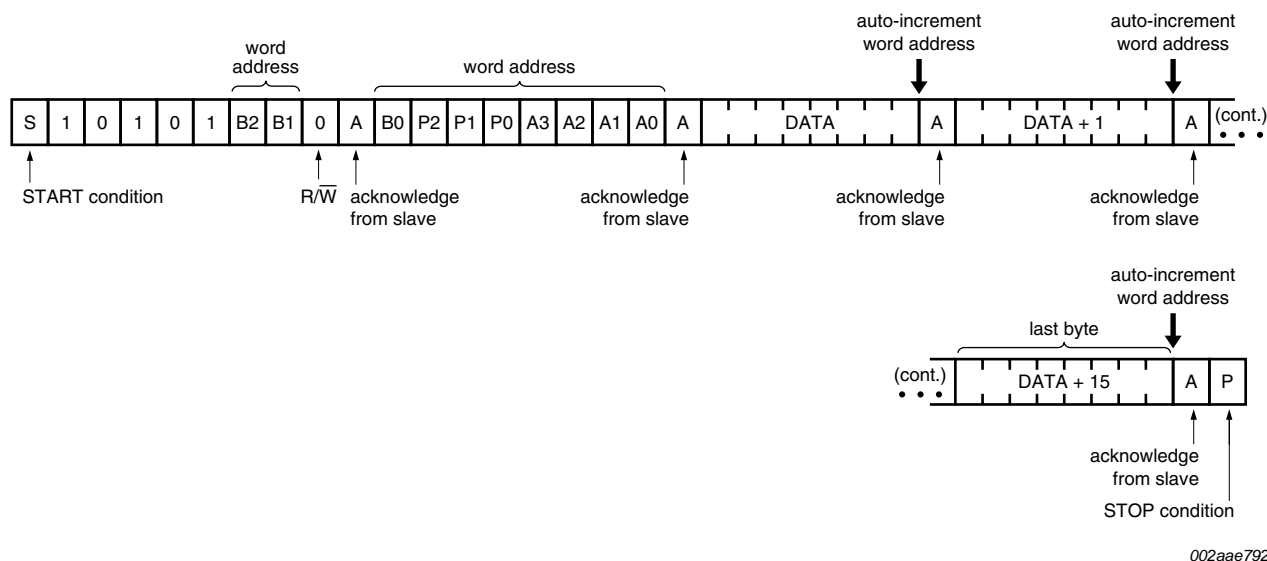 auto-increment
word address
auto-increment
word address
word
address
word address
S 1 0 1 0 1 B2 B1 0 A B0 P2 P1 P0 A3 A2 A1 A0 A DATA A DATA + 1 A (cont.)
START condition
R/W̅
acknowledge
from slave
acknowledge
from slave
acknowledge
from slave
acknowledge
from slave
auto-increment
word address
last byte
(cont.) DATA + 15 A P
acknowledge
from slave
STOP condition
002aae792